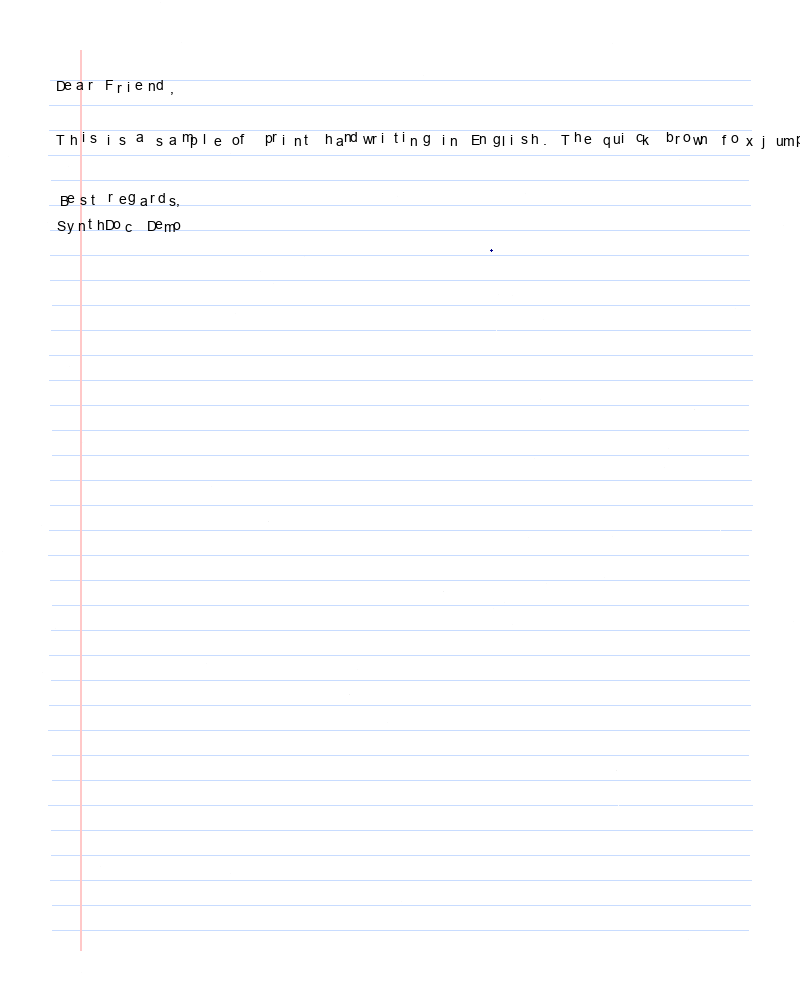 Dear Friend,
This is a sample of print handwriting in English. The quick brown fox jump
Best regards,
SynthDoc Demo